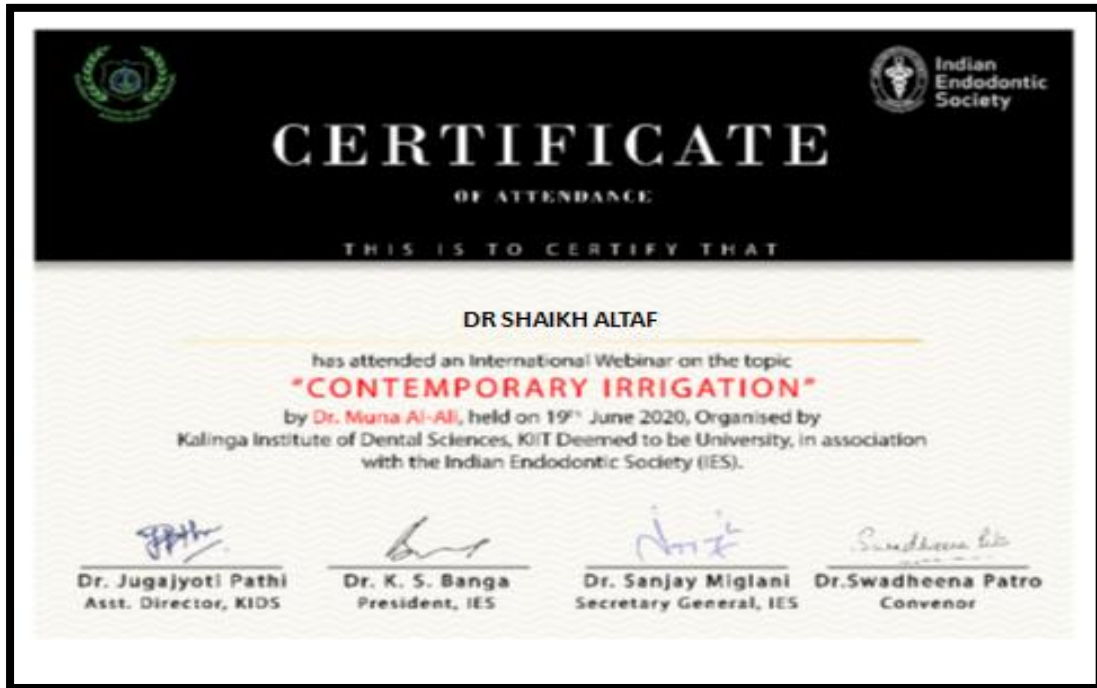 Indian
Endodontic
Society
CERTIFICATE
OF ATTENDANCE
THIS IS TO CERTIFY THAT
DR SHAIKH ALTAF
has attended an International Webinar on the topic
"CONTEMPORARY IRRIGATION"
by Dr. Muna Al-Ali, held on 19th June 2020, Organised by
Kalinga Institute of Dental Sciences, KIIT Deemed to be University, in association
with the Indian Endodontic Society (IES).
Dr. Jugajyoti Pathi Dr. K. S. Banga Dr. Sanjay Miglani Dr.Swadheena Patro
Asst. Director, KIDS President, IES Secretary General, IES Convenor